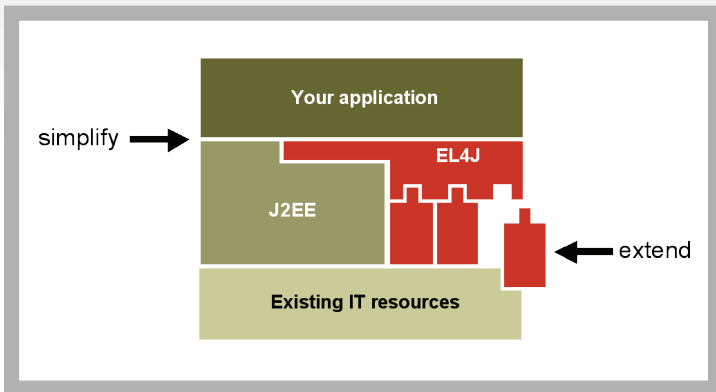 Your application
simplify
EL4J
J2EE
extend
Existing IT resources